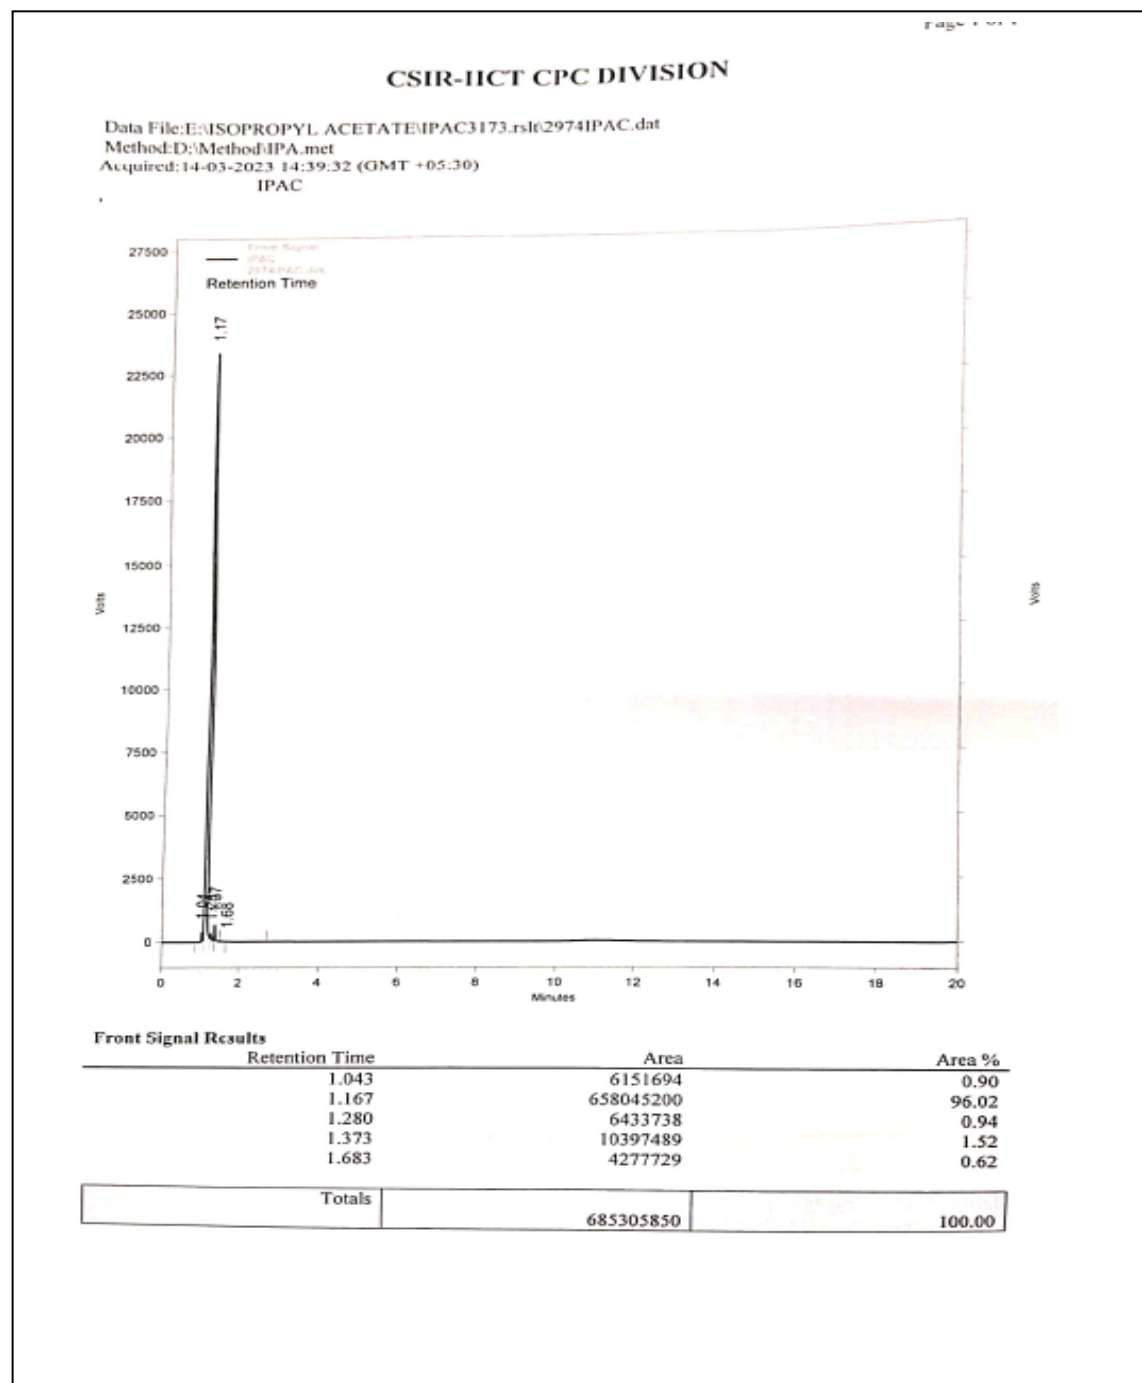 CSIR-IICT CPC DIVISION
Data File:E:\ISOPROPYL ACETATE\IPAC3173.rslt\2974IPAC.dat
Method:D:\Method\IPA.met
Acquired:14-03-2023 14:39:32 (GMT +05:30)
IPAC
Front Signal
IPAC
Retention Time
1.17
27500
25000
22500
20000
17500
15000
12500
10000
7500
5000
2500
0
Volts
Volts
1.04
1.68
0 2 4 6 8 10 12 14 16 18 20
Minutes
Front Signal Results
Retention Time Area Area %
1.043 6151694 0.90
1.167 658045200 96.02
1.280 6433738 0.94
1.373 10397489 1.52
1.683 4277729 0.62
Totals 685305850 100.00